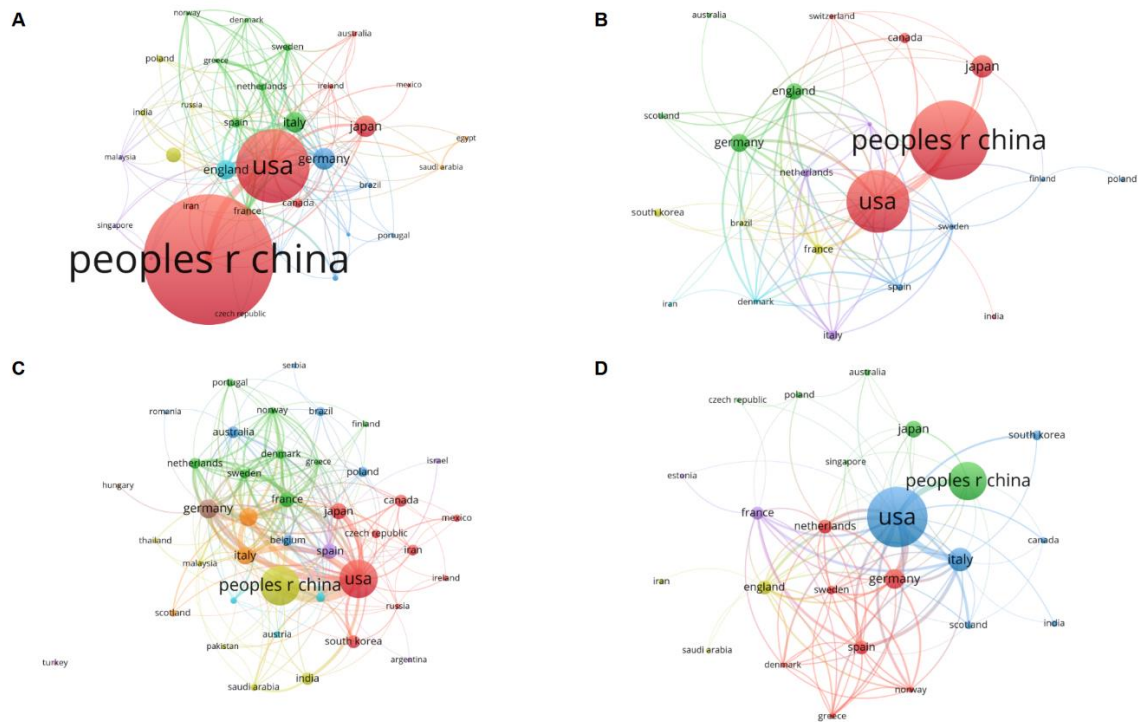 A
norway
denmark
sweden
australia
poland
greece
netherlands
ireland
mexico
russia
india
spain
italy
japan
egypt
malaysia
england
usa
germany
saudi arabia
brazil
iran
canada
france
singapore
portugal
peoples r china
czech republic
B
australia
switzerland
canada
japan
england
scotland
peoples r china
germany
netherlands
finland
poland
usa
south korea
brazil
sweden
france
spain
iran
denmark
india
italy
C
serbia
portugal
romania
norway
brazil
australia
finland
denmark
greece
israel
netherlands
sweden
poland
hungary
france
canada
germany
japan
mexico
thailand
belgium
czech republic
italy
spain
iran
malaysia
peoples r china
usa
ireland
scotland
russia
austria
south korea
pakistan
turkey
argentina
india
saudi arabia
D
australia
poland
czech republic
japan
south korea
singapore
estonia
peoples r china
france
usa
netherlands
canada
italy
iran
england
germany
sweden
scotland
india
spain
saudi arabia
denmark
norway
greece